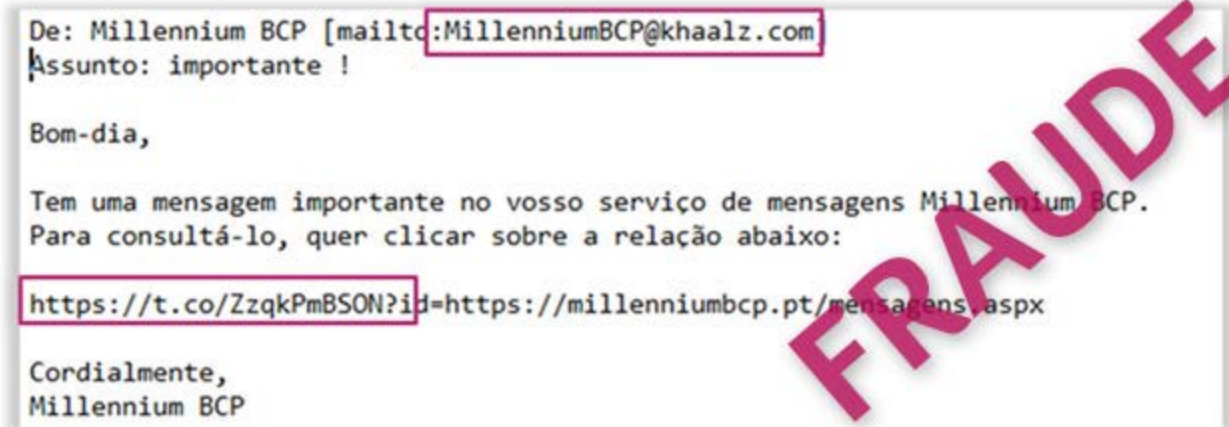 De: Millennium BCP [mailto:MillenniumBCP@khaalz.com]
Assunto: importante !
Bom-dia,
Tem uma mensagem importante no vosso serviço de mensagens Millennium BCP.
Para consultá-lo, quer clicar sobre a relação abaixo:
https://t.co/ZzqkPmBSON?id=https://millenniumbcp.pt/mensagens.aspx
Cordialmente,
Millennium BCP
FRAUDE